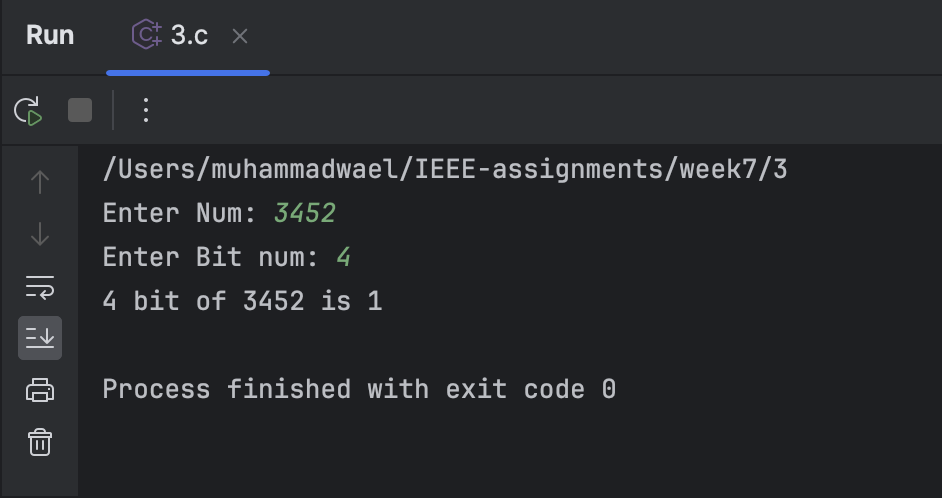 Run 3.c
/Users/muhammadwael/IEEE-assignments/week7/3
Enter Num: 3452
Enter Bit num: 4
4 bit of 3452 is 1
Process finished with exit code 0